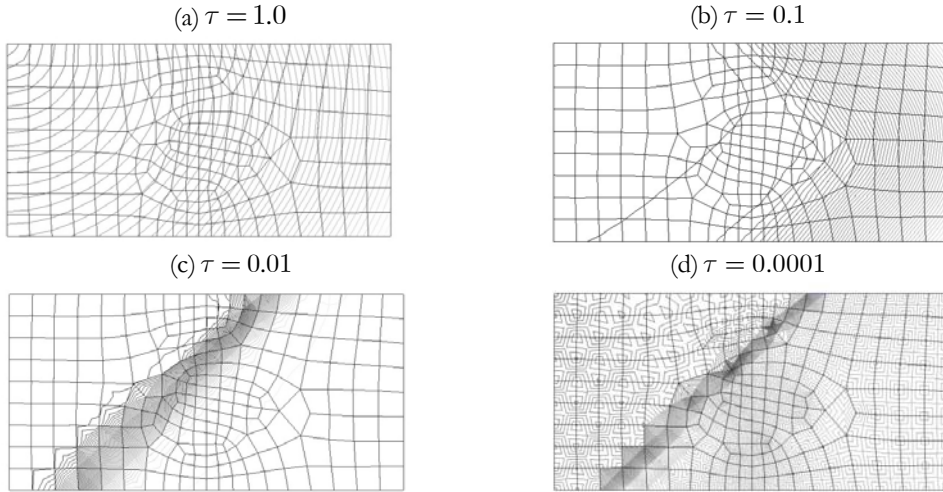 (a) τ = 1.0
(b) τ = 0.1
(c) τ = 0.01
(d) τ = 0.0001